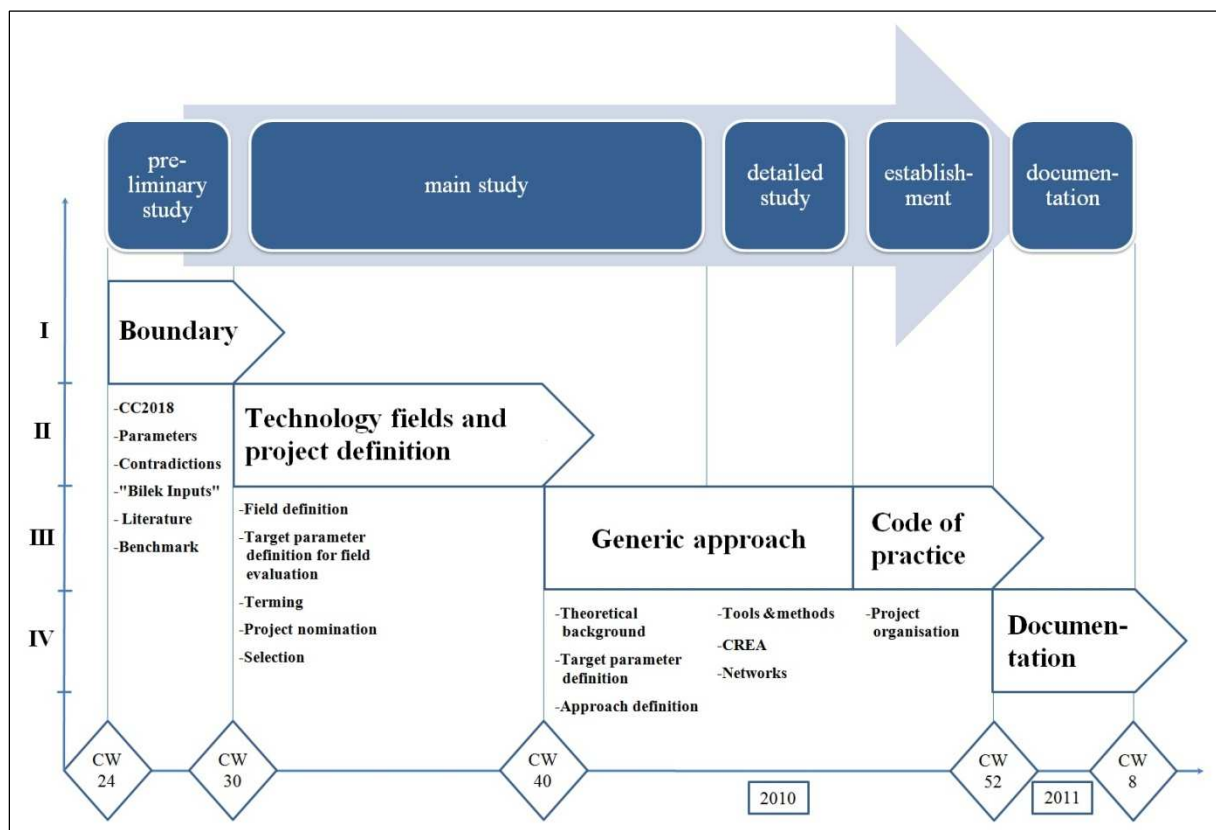 pre-
liminary
study
main study
detailed
study
establish-
ment
documen-
tation
I
Boundary
II
-CC2018
-Parameters
-Contradictions
-"Bilek Inputs"
- Literature
-Benchmark
Technology fields and
project definition
III
-Field definition
-Target parameter
definition for field
evaluation
-Terming
-Project nomination
-Selection
Generic approach
Code of
practice
IV
-Theoretical
background
-Target parameter
definition
-Approach definition
-Tools &methods
-CREA
-Networks
-Project
organisation
Documen-
tation
CW
24
CW
30
CW
40
CW
52
CW
8
2010
2011